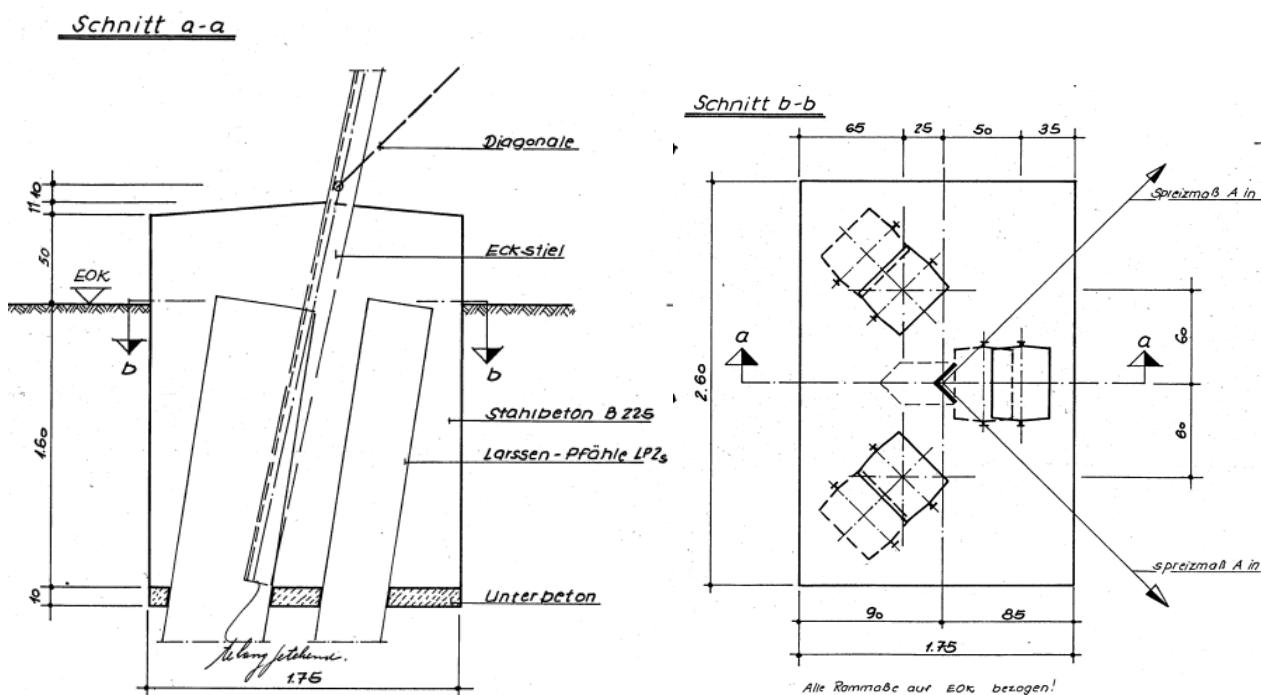 Schnitt a-a
Diagonale
11 10
Eckstiel
50
EOK
b
b
Stahlbeton B 225
Larssen-Pfähle LP2s
1.60
10
Unterbeton
1.75
Schnitt b-b
65
25
50
35
Spreizmaß A in
a
a
60
2.60
60
spreizmaß A in
90
85
1.75
Alle Rammaße auf EOK bezogen!